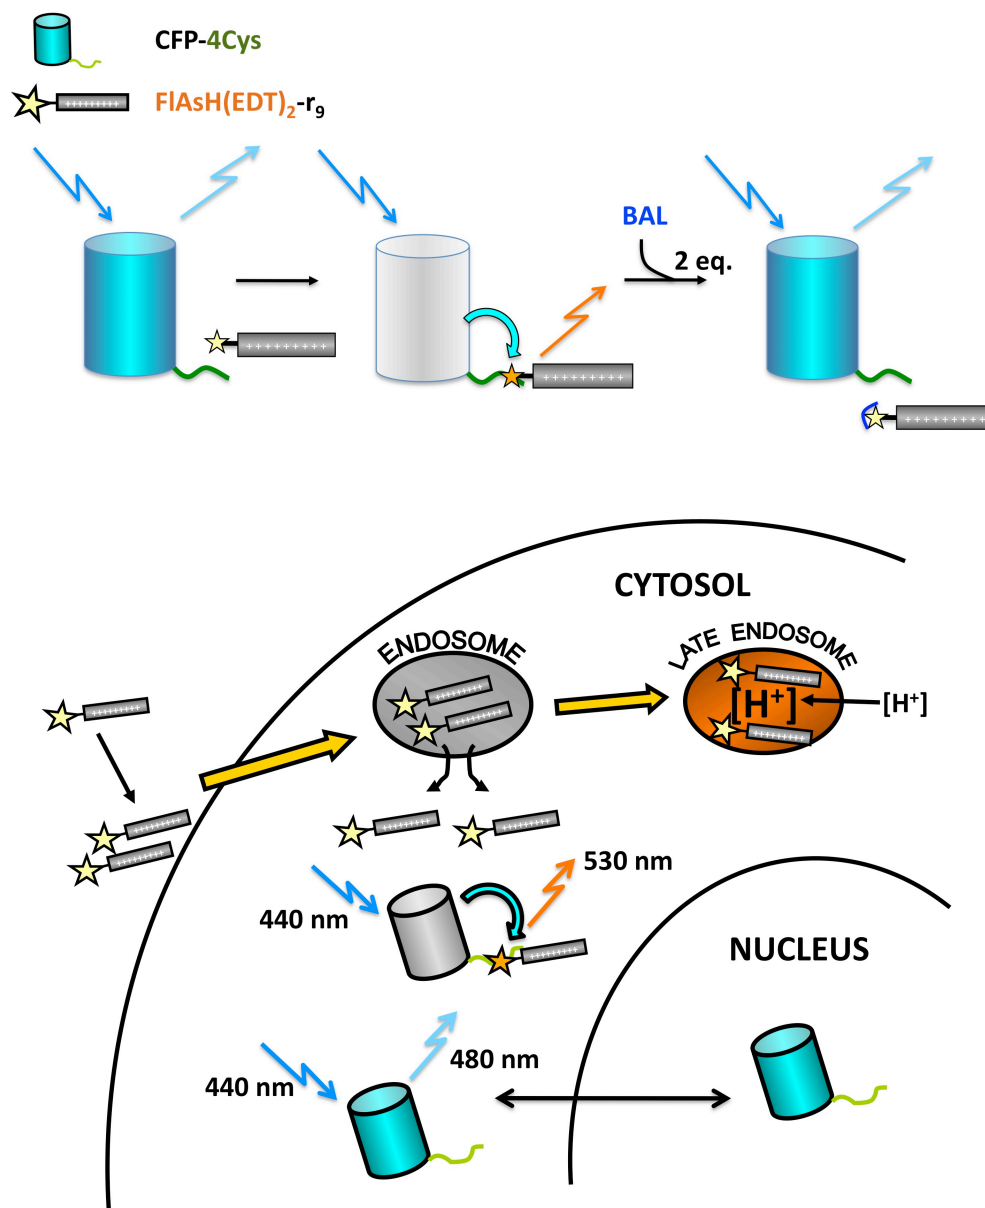 CFP-4Cys
+++++++++
FlAsH(EDT)₂-r₉
BAL
2 eq.
+++++++++
+++++++++
+++++++++
CYTOSOL
ENDOSOME
LATE ENDOSOME
[H⁺]
[H⁺]
530 nm
440 nm
NUCLEUS
480 nm
440 nm